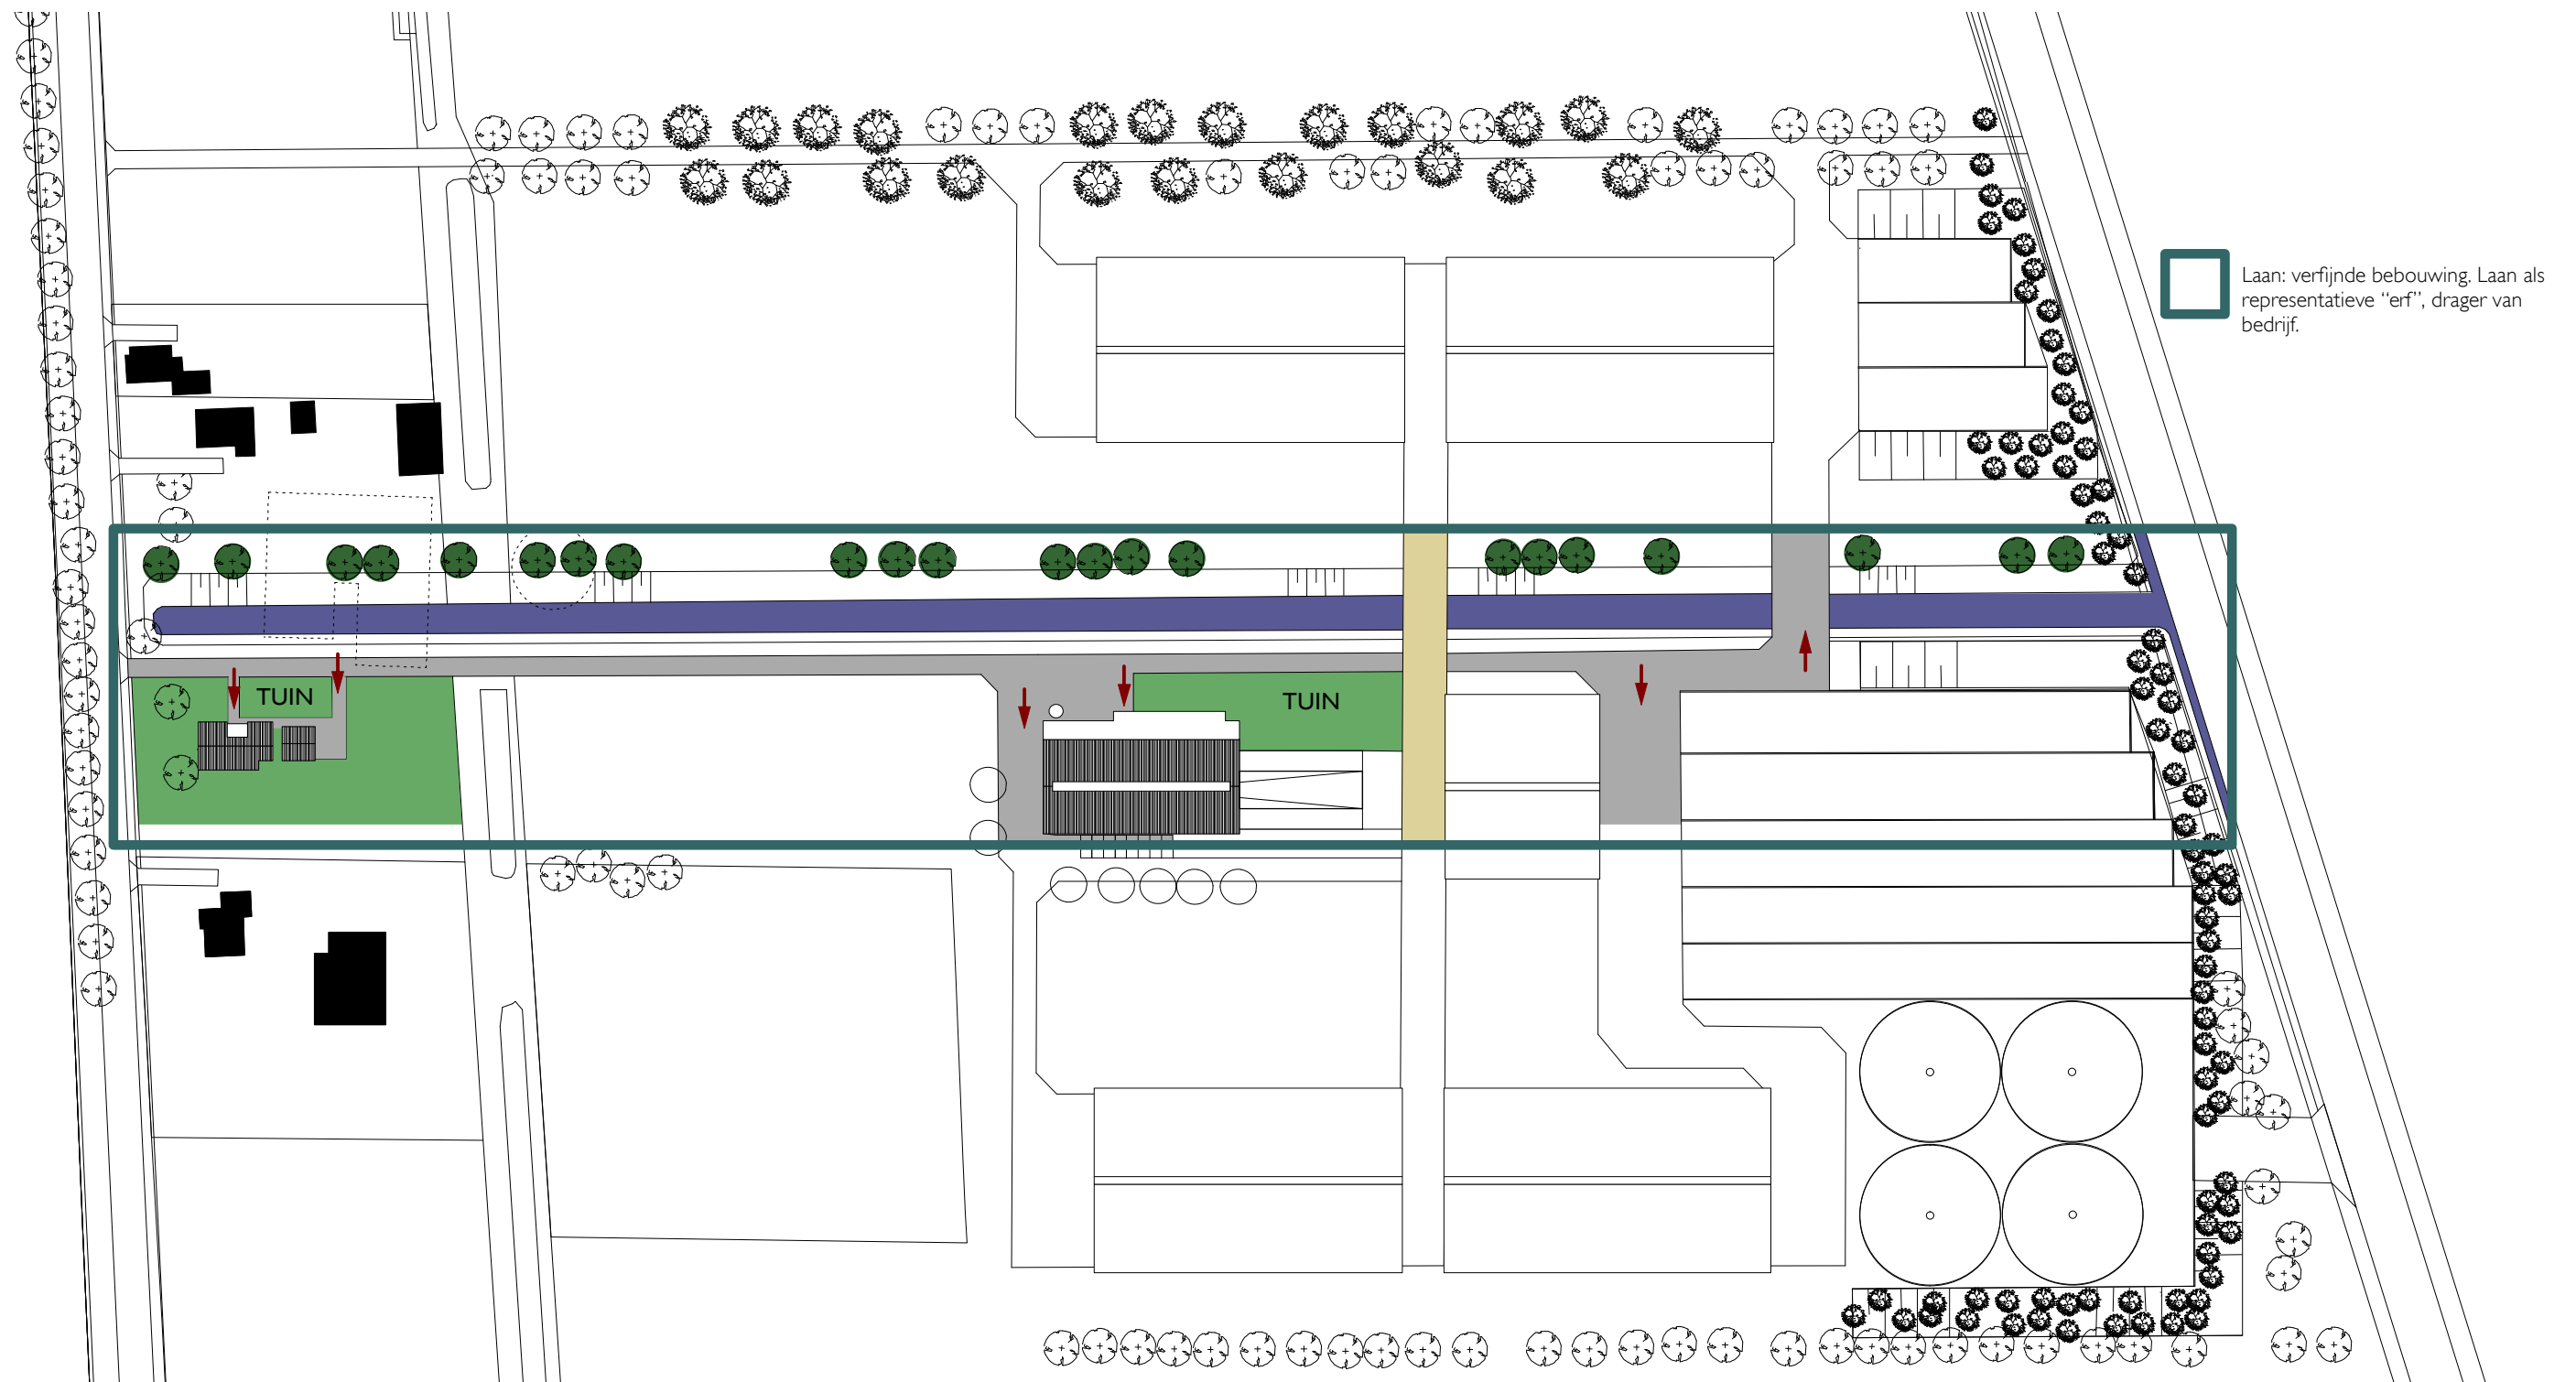 Laan: verfijnde bebouwing. Laan als
representatieve “erf”, drager van
bedrijf.
TUIN
TUIN